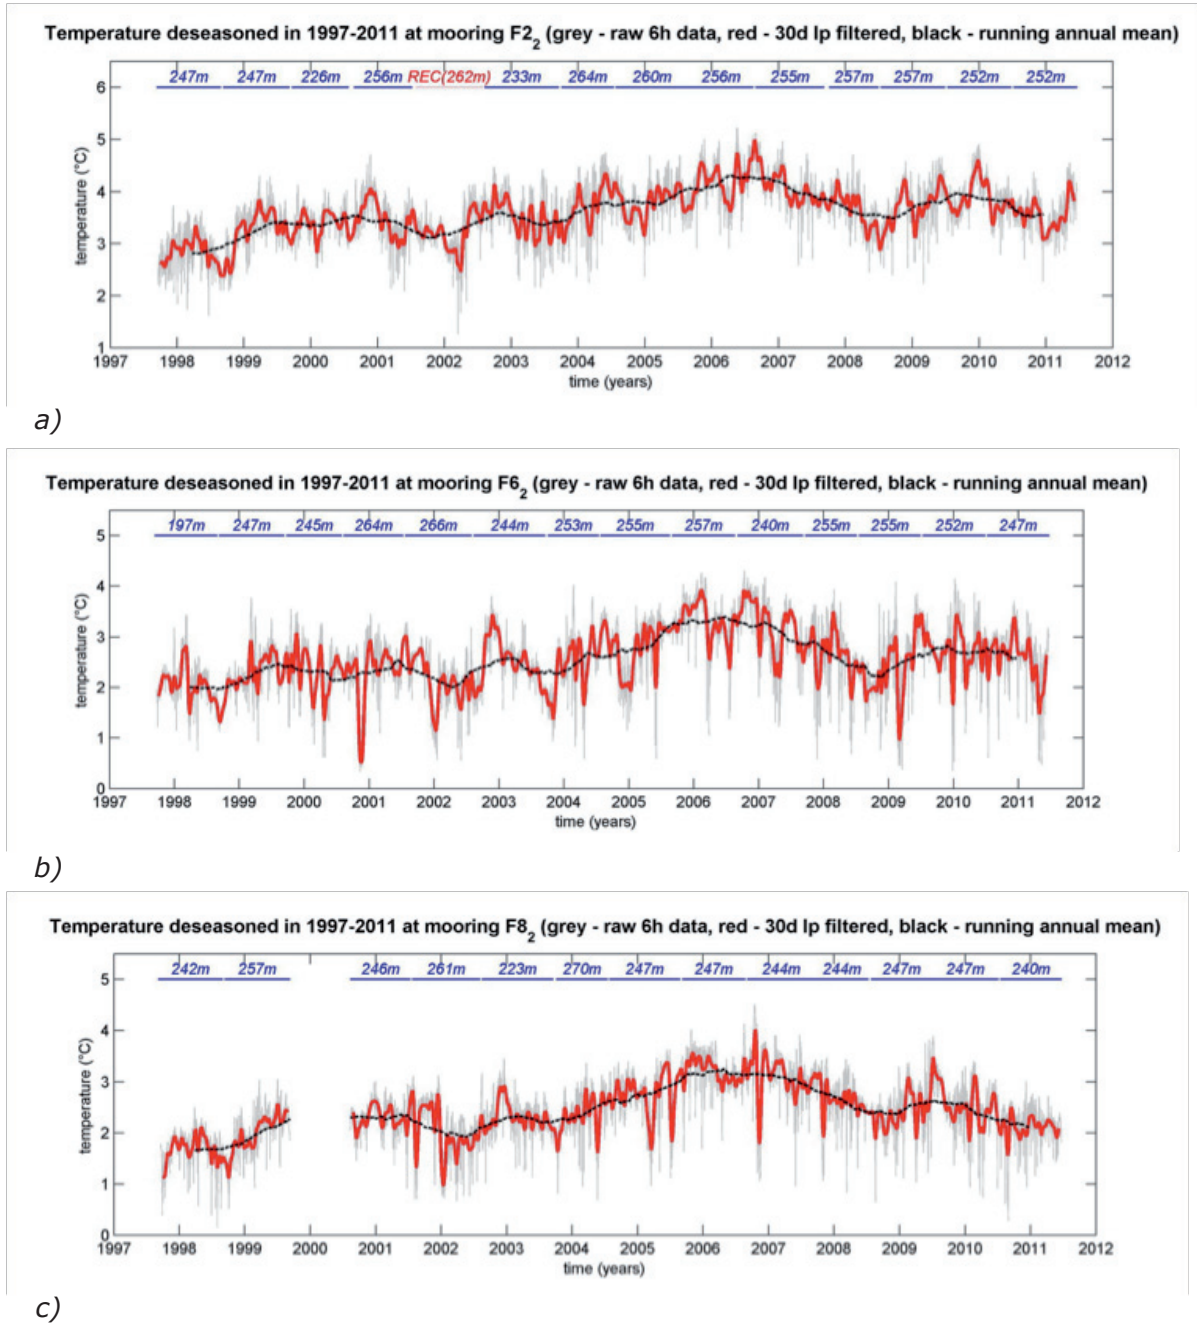 Temperature deseasoned in 1997-2011 at mooring F2₂ (grey - raw 6h data, red - 30d lp filtered, black - running annual mean)
247m 247m 226m 256m REC(262m) 233m 264m 260m 256m 255m 257m 257m 252m 252m
6
5
4
3
2
1
temperature (°C)
1997 1998 1999 2000 2001 2002 2003 2004 2005 2006 2007 2008 2009 2010 2011 2012
time (years)
a)
Temperature deseasoned in 1997-2011 at mooring F6₂ (grey - raw 6h data, red - 30d lp filtered, black - running annual mean)
197m 247m 245m 264m 266m 244m 253m 255m 257m 240m 255m 255m 252m 247m
5
4
3
2
1
0
temperature (°C)
1997 1998 1999 2000 2001 2002 2003 2004 2005 2006 2007 2008 2009 2010 2011 2012
time (years)
b)
Temperature deseasoned in 1997-2011 at mooring F8₂ (grey - raw 6h data, red - 30d lp filtered, black - running annual mean)
242m 257m 246m 261m 223m 270m 247m 247m 244m 244m 247m 247m 240m
5
4
3
2
1
0
temperature (°C)
1997 1998 1999 2000 2001 2002 2003 2004 2005 2006 2007 2008 2009 2010 2011 2012
time (years)
c)